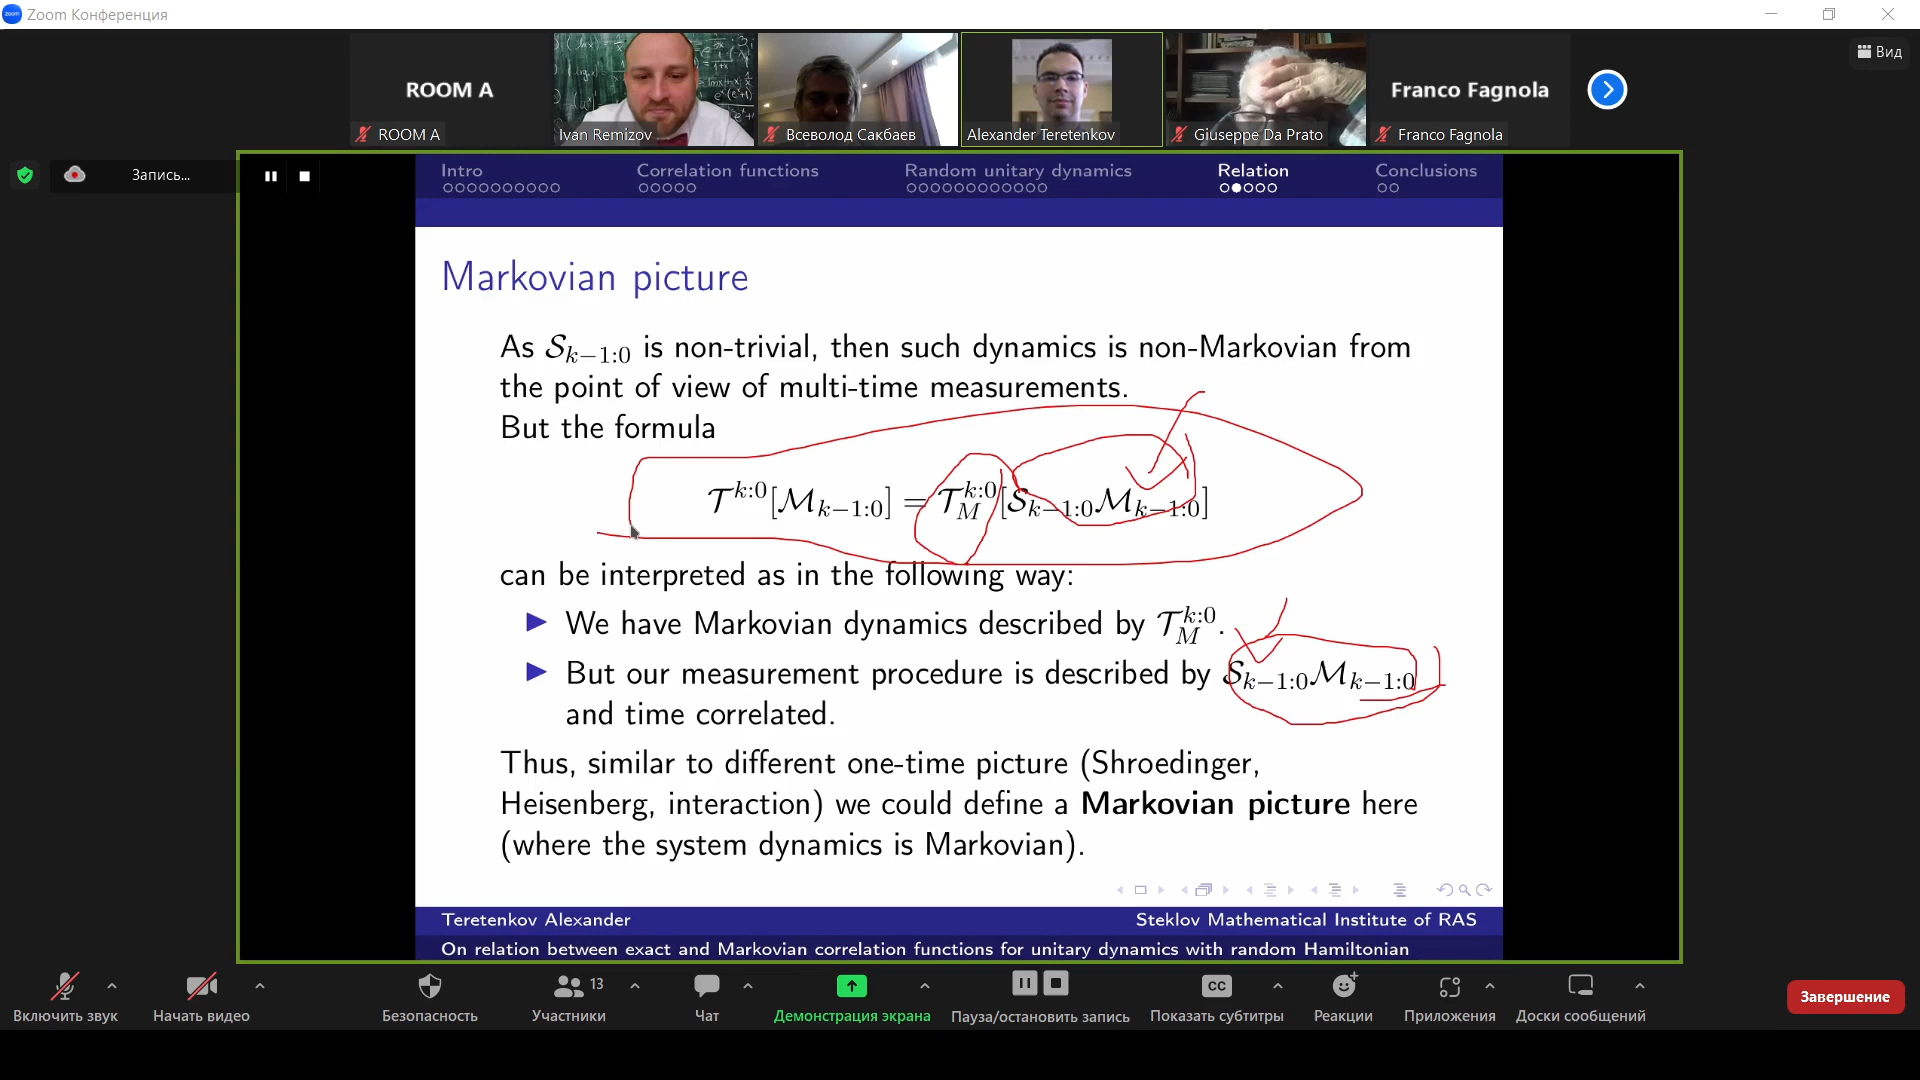 Zoom Конференция
Вид
ROOM A
Franco Fagnola
ROOM A
Ivan Remizov
Всеволод Сакбаев
Alexander Teretenkov
Giuseppe Da Prato
Franco Fagnola
Запись...
Intro
Correlation functions
Random unitary dynamics
Relation
Conclusions
Markovian picture
As 𝒮_{k−1:0} is non-trivial, then such dynamics is non-Markovian from
the point of view of multi-time measurements.
But the formula
𝒯^{k:0}[ℳ_{k−1:0}] = 𝒯_M^{k:0}[𝒮_{k−1:0}ℳ_{k−1:0}]
can be interpreted as in the following way:
▶ We have Markovian dynamics described by 𝒯_M^{k:0}.
▶ But our measurement procedure is described by 𝒮_{k−1:0}ℳ_{k−1:0}
and time correlated.
Thus, similar to different one-time picture (Shroedinger,
Heisenberg, interaction) we could define a Markovian picture here
(where the system dynamics is Markovian).
Teretenkov Alexander
Steklov Mathematical Institute of RAS
On relation between exact and Markovian correlation functions for unitary dynamics with random Hamiltonian
13
CC
Включить звук
Начать видео
Безопасность
Участники
Чат
Демонстрация экрана
Пауза/остановить запись
Показать субтитры
Реакции
Приложения
Доски сообщений
Завершение